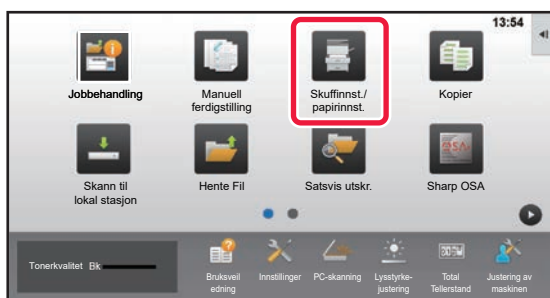 13:54
Jobbehandling
Manuell
ferdigstilling
Skuffinnst./
papirinnst.
Kopier
Skann til
lokal stasjon
Hente Fil
Satsvis utskr.
Sharp OSA
Tonerkvalitet Bk
Bruksveil
edning
Innstillinger
PC-skanning
Lysstyrke-
justering
Total
Tellerstand
Justering av
maskinen